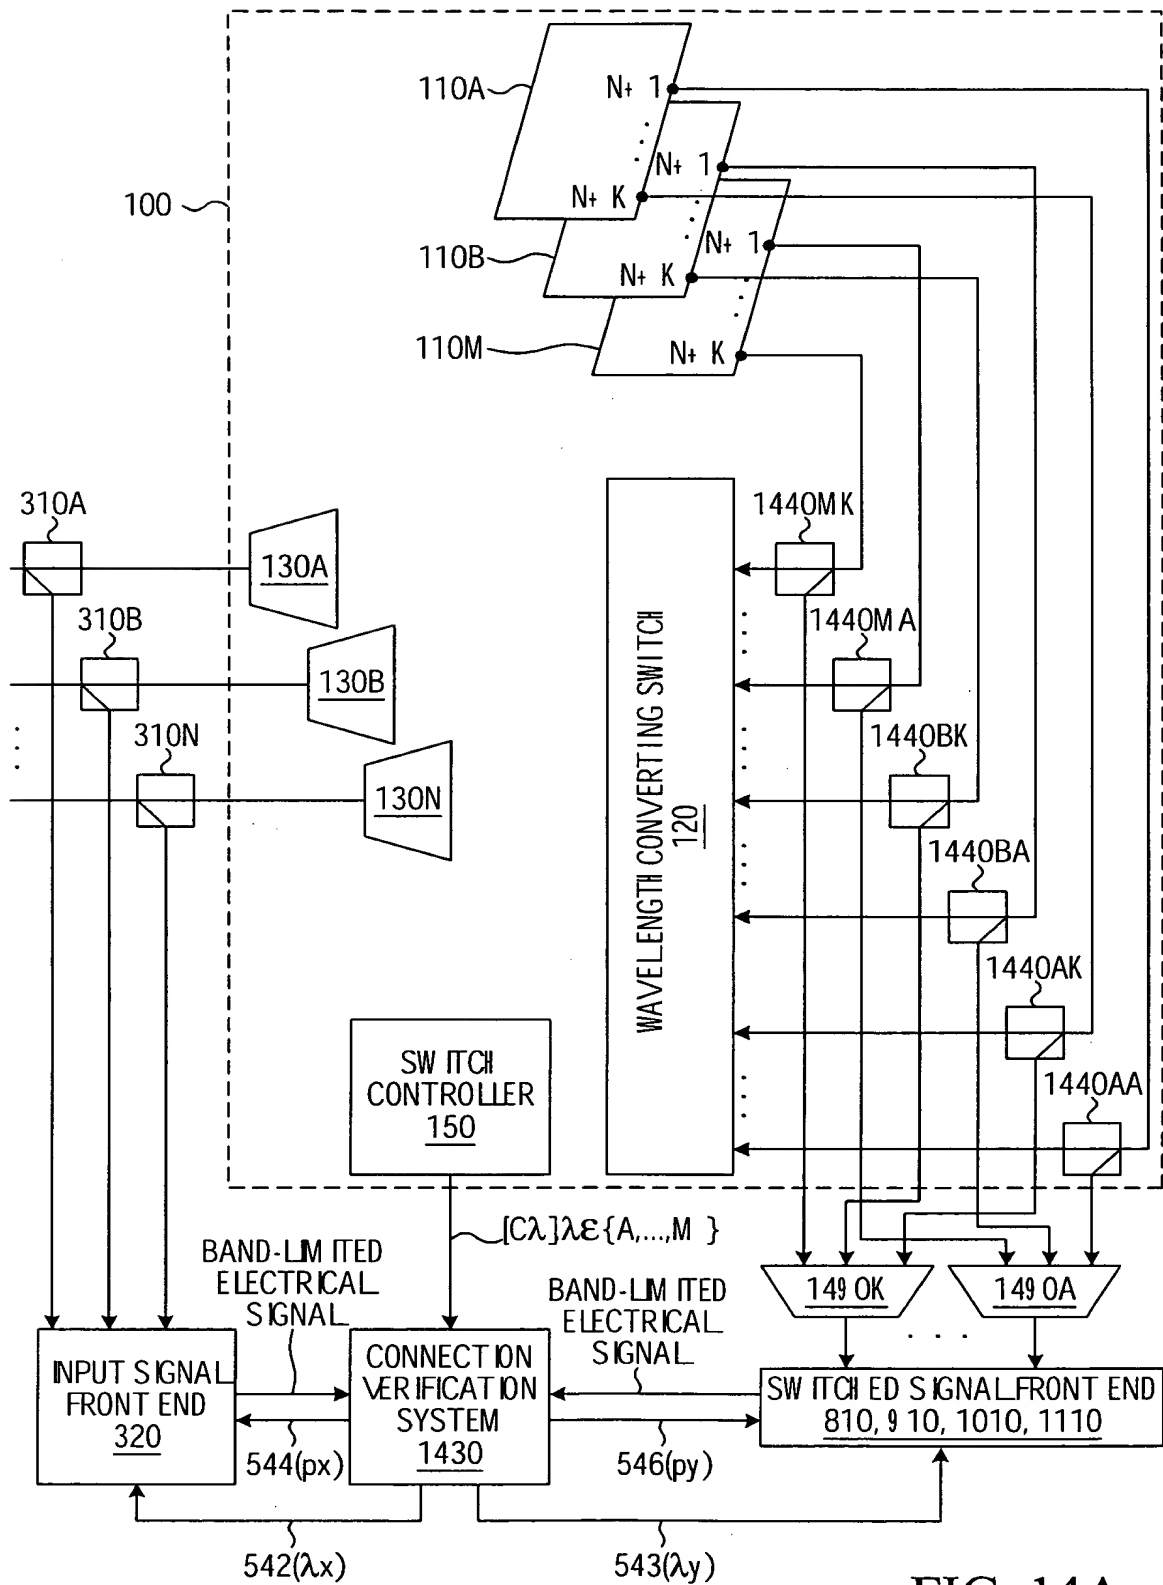 110A
N+ 1
N+ 1
100
N+ K
N+ 1
110B
N+ K
110M
N+ K
310A
1440MK
130A
310B
1440MA
130B
310N
1440BK
130N
WAVELENGTH CONVERTING SWITCH
120
1440BA
1440AK
SWITCH
CONTROLLER
150
1440AA
[Cλ]λε{A,...,M }
BAND-LIMITED
ELECTRICAL
SIGNAL
BAND-LIMITED
ELECTRICAL
SIGNAL
1490K
1490A
INPUT SIGNAL
FRONT END
320
CONNECTION
VERIFICATION
SYSTEM
1430
SWITCHED SIGNAL FRONT END
810, 910, 1010, 1110
544(px)
546(py)
542(λx)
543(λy)
FIG. 14A